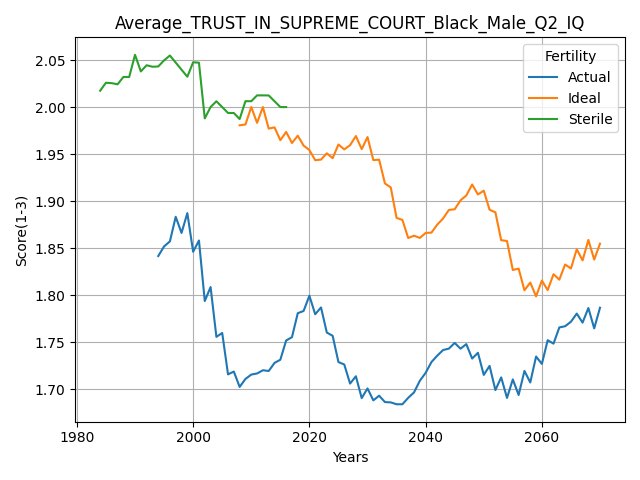 Average_TRUST_IN_SUPREME_COURT_Black_Male_Q2_IQ
Fertility
Actual
Ideal
Sterile
Score(1-3)
2.05
2.00
1.95
1.90
1.85
1.80
1.75
1.70
1980 2000 2020 2040 2060
Years